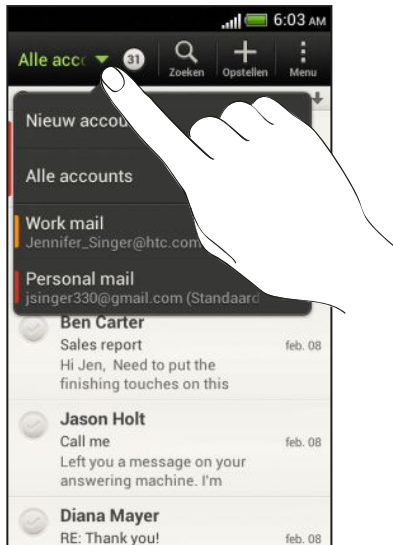 6:03 AM
Alle acc
31
Zoeken
Opstellen
Menu
Nieuw accou
Alle accounts
Work mail
Jennifer_Singer@htc.com
Personal mail
jsinger330@gmail.com (Standaard
Ben Carter
Sales report feb. 08
Hi Jen, Need to put the
finishing touches on this
Jason Holt
Call me feb. 08
Left you a message on your
answering machine. I'm
Diana Mayer
RE: Thank you! feb. 08